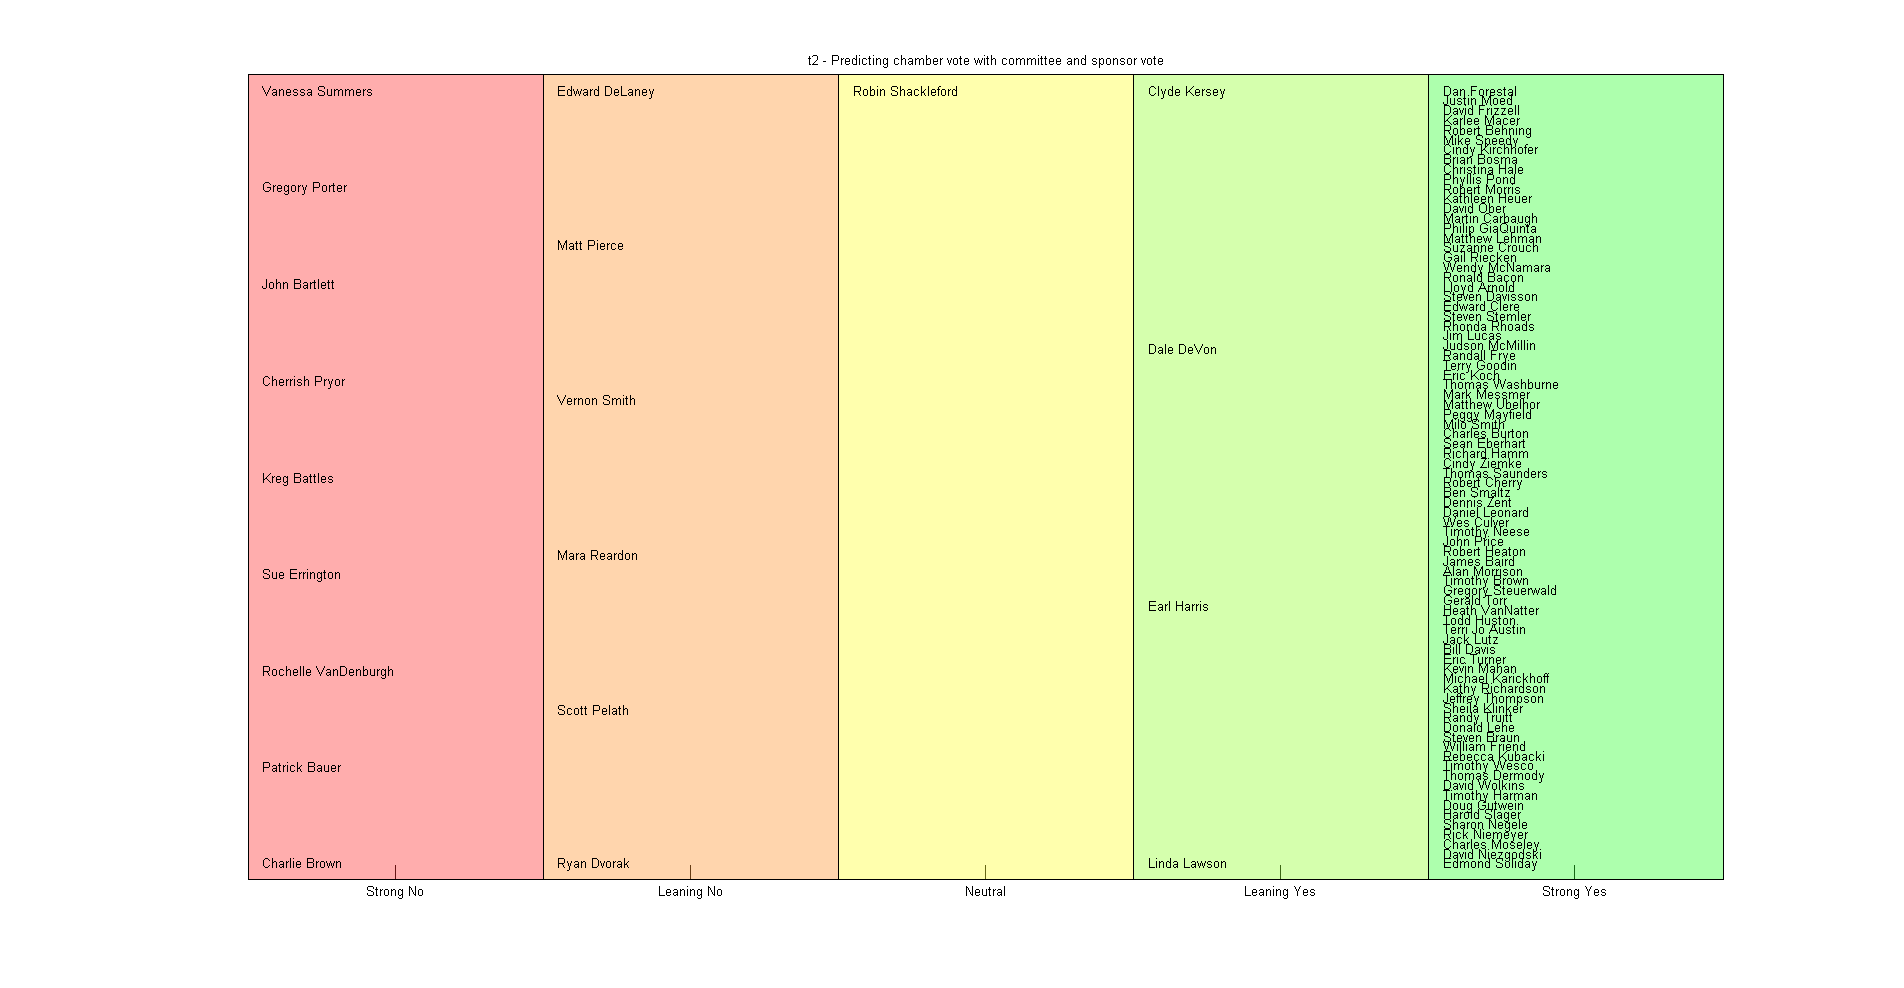 t2 - Predicting chamber vote with committee and sponsor vote
Vanessa Summers
Gregory Porter
John Bartlett
Cherrish Pryor
Kreg Battles
Sue Errington
Rochelle VanDenburgh
Patrick Bauer
Charlie Brown
Edward DeLaney
Matt Pierce
Vernon Smith
Mara Reardon
Scott Pelath
Ryan Dvorak
Robin Shackleford
Clyde Kersey
Dale DeVon
Earl Harris
Linda Lawson
Dan Forestal
Justin Moed
David Frizzell
Karlee Macer
Robert Behning
Mike Speedy
Cindy Kirchhofer
Brian Bosma
Christina Hale
Phyllis Pond
Robert Morris
Kathleen Heuer
David Ober
Martin Carbaugh
Philip GiaQuinta
Matthew Lehman
Suzanne Crouch
Gail Riecken
Wendy McNamara
Ronald Bacon
Lloyd Arnold
Steven Davisson
Edward Clere
Steven Stemler
Rhonda Rhoads
Jim Lucas
Judson McMillin
Randall Frye
Terry Goodin
Eric Koch
Thomas Washburne
Mark Messmer
Matthew Ubelhor
Peggy Mayfield
Milo Smith
Charles Burton
Sean Eberhart
Richard Hamm
Cindy Ziemke
Thomas Saunders
Robert Cherry
Ben Smaltz
Dennis Zent
Daniel Leonard
Wes Culver
Timothy Neese
John Price
Robert Heaton
James Baird
Alan Morrison
Timothy Brown
Gregory Steuerwald
Gerald Torr
Heath VanNatter
Todd Huston
Terri Jo Austin
Jack Lutz
Bill Davis
Eric Turner
Kevin Mahan
Michael Karickhoff
Kathy Richardson
Jeffrey Thompson
Sheila Klinker
Randy Truitt
Donald Lehe
Steven Braun
William Friend
Rebecca Kubacki
Timothy Wesco
Thomas Dermody
David Wolkins
Timothy Harman
Doug Gutwein
Harold Slager
Sharon Negele
Rick Niemeyer
Charles Moseley
David Niezgodski
Edmond Soliday
Strong No
Leaning No
Neutral
Leaning Yes
Strong Yes